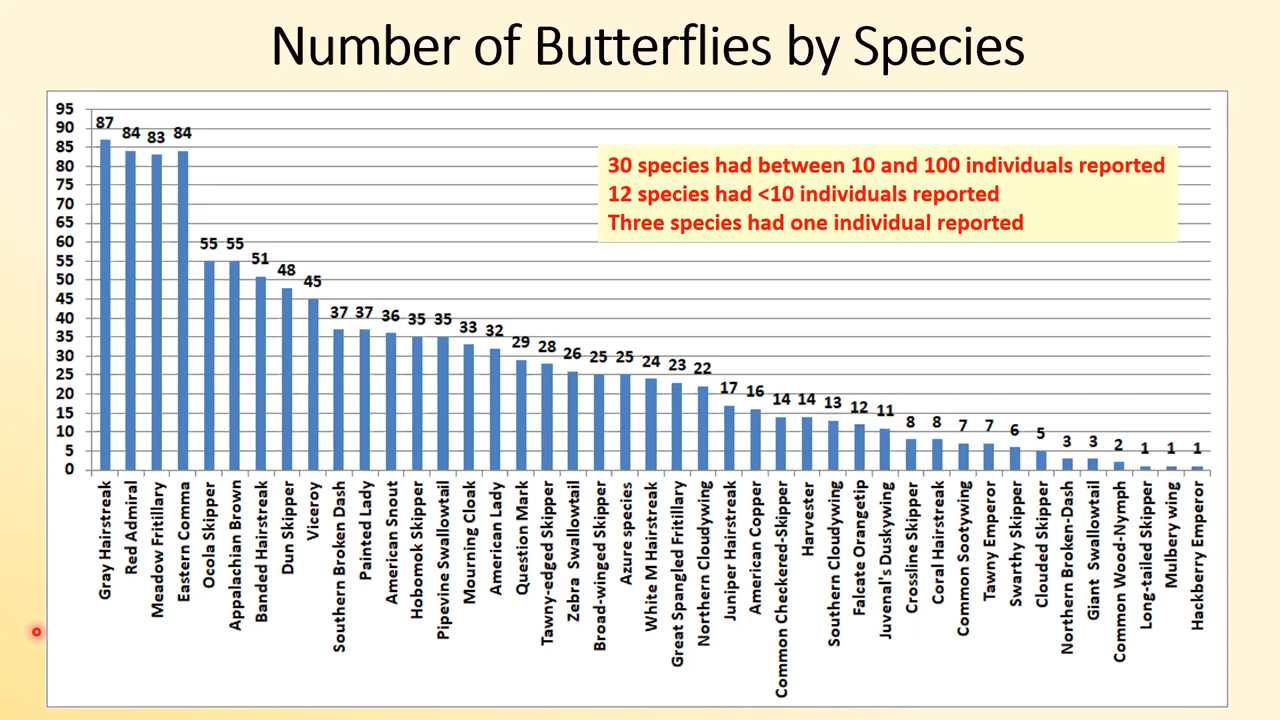 Number of Butterflies by Species
95
90
85
80
75
70
65
60
55
50
45
40
35
30
25
20
15
10
5
0
87
84
83
84
55
55
51
48
45
37
37
36
35
35
33
32
29
28
26
25
25
24
23
22
17
16
14
14
13
12
11
8
8
7
7
6
5
3
3
2
1
1
1
30 species had between 10 and 100 individuals reported
12 species had <10 individuals reported
Three species had one individual reported
Gray Hairstreak
Red Admiral
Meadow Fritillary
Eastern Comma
Ocola Skipper
Appalachian Brown
Banded Hairstreak
Dun Skipper
Viceroy
Southern Broken Dash
Painted Lady
American Snout
Hobomok Skipper
Pipevine Swallowtail
Mourning Cloak
American Lady
Question Mark
Tawny-edged Skipper
Zebra Swallowtail
Broad-winged Skipper
Azure species
White M Hairstreak
Great Spangled Fritillary
Northern Cloudywing
Juniper Hairstreak
American Copper
Common Checkered-Skipper
Harvester
Southern Cloudywing
Falcate Orangetip
Juvenal's Duskywing
Crossline Skipper
Coral Hairstreak
Common Sootywing
Tawny Emperor
Swarthy Skipper
Clouded Skipper
Northern Broken-Dash
Giant Swallowtail
Common Wood-Nymph
Long-tailed Skipper
Mulberry wing
Hackberry Emperor